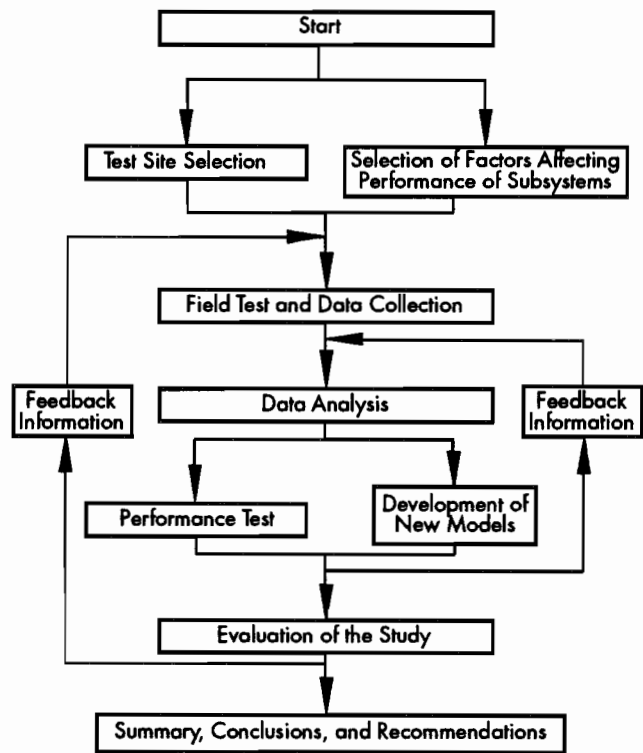 Start
Test Site Selection
Selection of Factors Affecting
Performance of Subsystems
Field Test and Data Collection
Feedback
Information
Data Analysis
Feedback
Information
Performance Test
Development of
New Models
Evaluation of the Study
Summary, Conclusions, and Recommendations